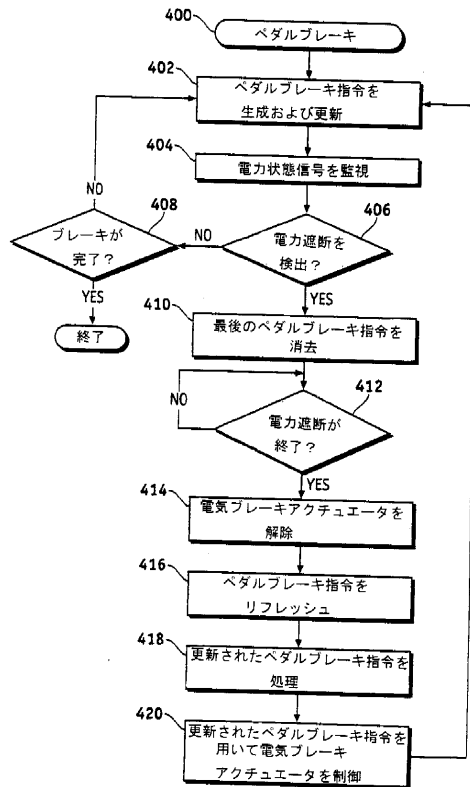 400
ペダルブレーキ
402
ペダルブレーキ指令を
生成および更新
404
電力状態信号を監視
NO
408
406
ブレーキが
完了?
NO
電力遮断を
検出?
YES
YES
終了
410
最後のペダルブレーキ指令を
消去
NO
412
電力遮断が
終了?
YES
414
電気ブレーキアクチュエータを
解除
416
ペダルブレーキ指令を
リフレッシュ
418
更新されたペダルブレーキ指令を
処理
420
更新されたペダルブレーキ指令を
用いて電気ブレーキ
アクチュエータを制御